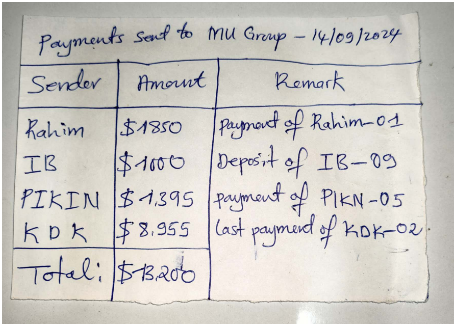 Payments Sent to MU Group - 14/09/2024
Sender Amount Remark
Rahim $1850 Payment of Rahim-01
IB $1000 Deposit of IB-09
PIKIN $1,395 payment of PIKN-05
KDK $8,955 last payment of KDK-02.
Total: $13,200